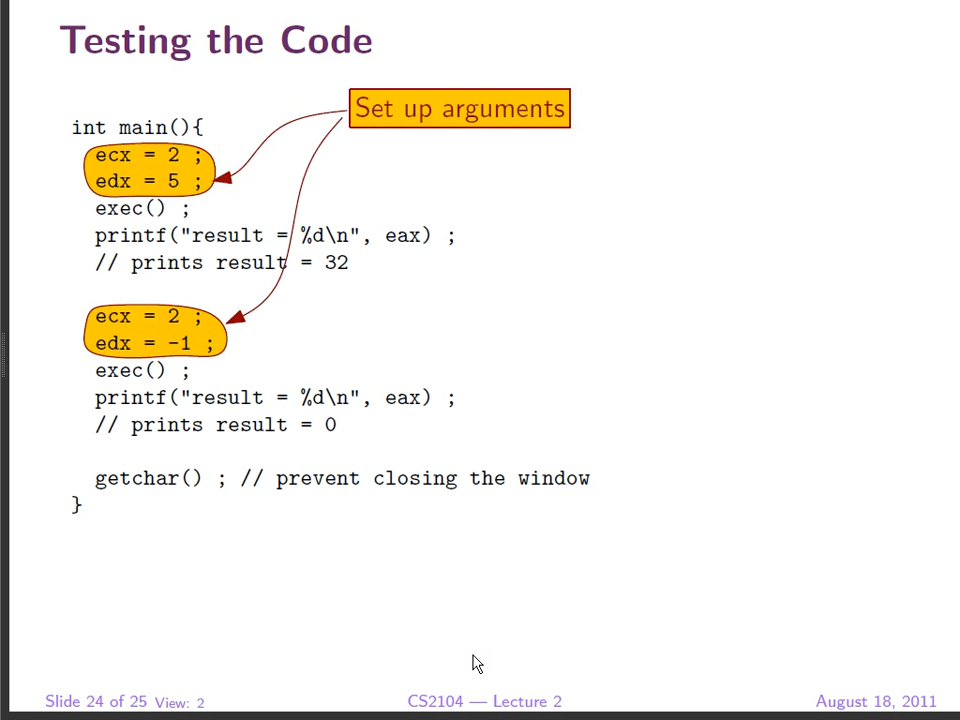 Testing the Code
Set up arguments
int main(){
ecx = 2 ;
edx = 5 ;
exec() ;
printf("result = %d\n", eax) ;
// prints result = 32
ecx = 2 ;
edx = -1 ;
exec() ;
printf("result = %d\n", eax) ;
// prints result = 0
getchar() ; // prevent closing the window
}
Slide 24 of 25 View: 2
CS2104 — Lecture 2
August 18, 2011